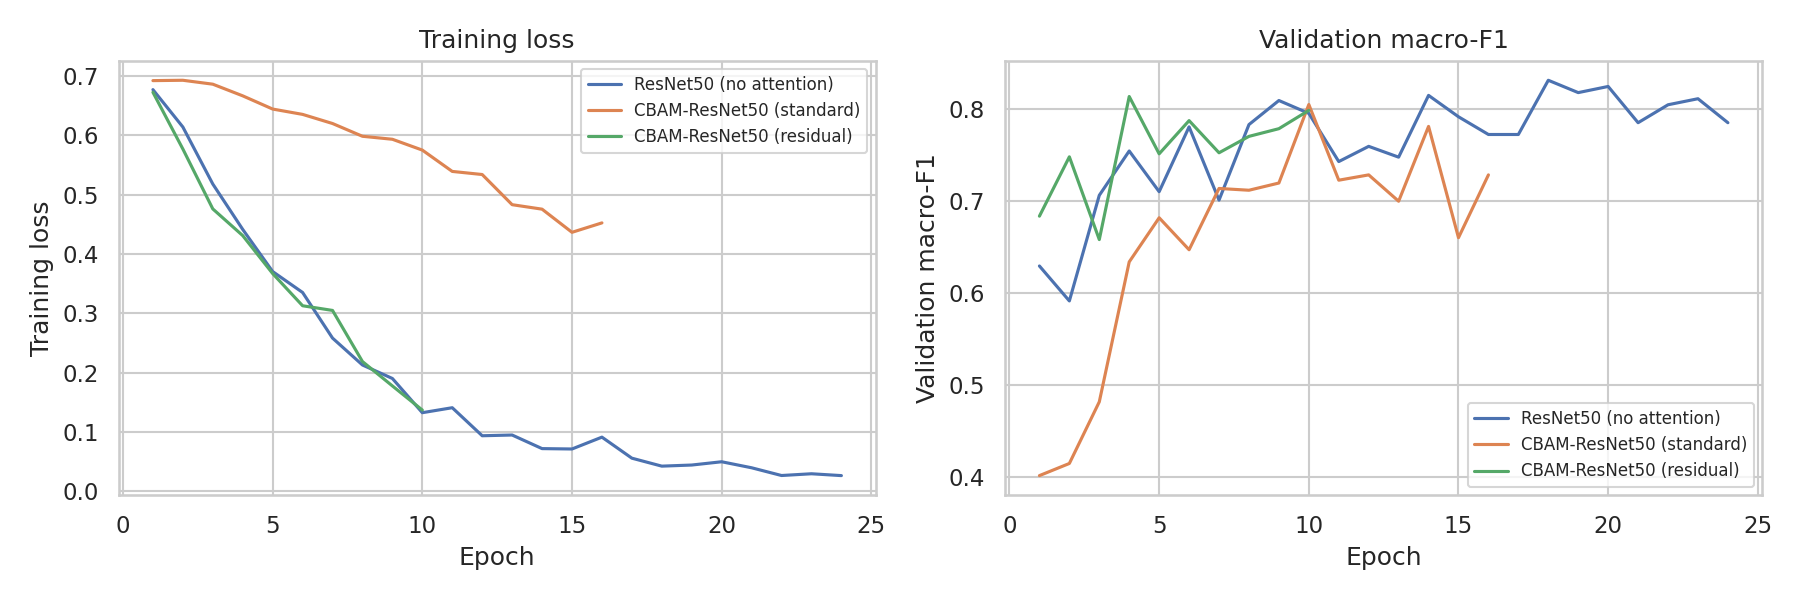 Training loss
0.7
0.6
0.5
0.4
0.3
0.2
0.1
0.0
Training loss
ResNet50 (no attention)
CBAM-ResNet50 (standard)
CBAM-ResNet50 (residual)
0 5 10 15 20 25
Epoch
Validation macro-F1
0.8
0.7
0.6
0.5
0.4
Validation macro-F1
ResNet50 (no attention)
CBAM-ResNet50 (standard)
CBAM-ResNet50 (residual)
0 5 10 15 20 25
Epoch